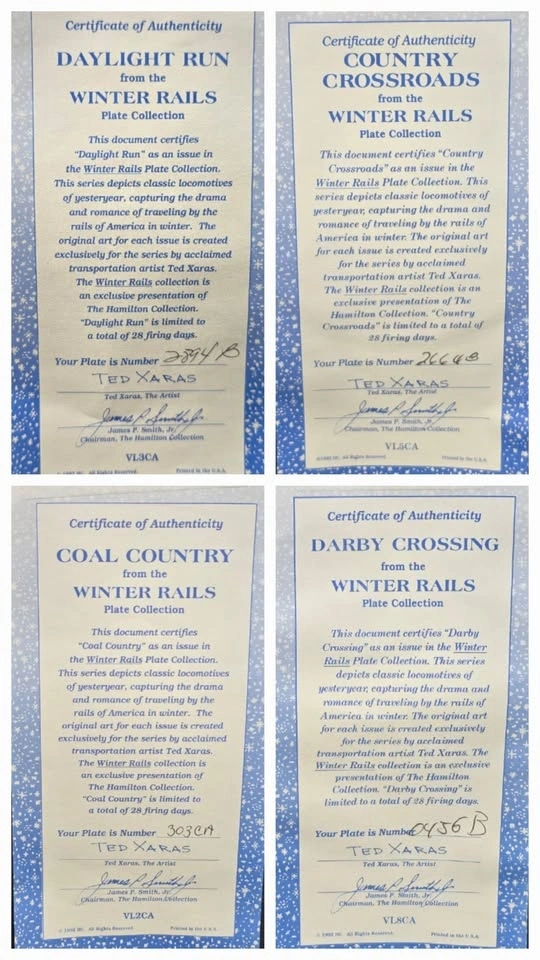 Certificate of Authenticity
DAYLIGHT RUN
from the
WINTER RAILS
Plate Collection
This document certifies
"Daylight Run" as an issue in
the Winter Rails Plate Collection.
This series depicts classic locomotives
of yesteryear, capturing the drama
and romance of traveling by the
rails of America in winter. The
original art for each issue is created
exclusively for the series by acclaimed
transportation artist Ted Xaras.
The Winter Rails collection is
an exclusive presentation of
The Hamilton Collection.
"Daylight Run" is limited to
a total of 28 firing days.
Your Plate is Number 2894 B
TED XARAS
Ted Xaras, The Artist
James P. Smith, Jr.
James P. Smith, Jr.
Chairman, The Hamilton Collection
VL3CA
All Rights Reserved. Printed in the U.S.A.
Certificate of Authenticity
COUNTRY
CROSSROADS
from the
WINTER RAILS
Plate Collection
This document certifies "Country
Crossroads" as an issue in the
Winter Rails Plate Collection. This
series depicts classic locomotives of
yesteryear, capturing the drama and
romance of traveling by the rails of
America in winter. The original art
for each issue is created exclusively
for the series by acclaimed
transportation artist Ted Xaras.
The Winter Rails collection is an
exclusive presentation of The
Hamilton Collection. "Country
Crossroads" is limited to a total of
28 firing days.
Your Plate is Number 2664B
TED XARAS
Ted Xaras, The Artist
James P. Smith, Jr.
James P. Smith, Jr.
Chairman, The Hamilton Collection
VL5CA
All Rights Reserved. Printed in the U.S.A.
Certificate of Authenticity
COAL COUNTRY
from the
WINTER RAILS
Plate Collection
This document certifies
"Coal Country" as an issue in
the Winter Rails Plate Collection.
This series depicts classic locomotives
of yesteryear, capturing the drama
and romance of traveling by the
rails of America in winter. The
original art for each issue is created
exclusively for the series by acclaimed
transportation artist Ted Xaras.
The Winter Rails collection is
an exclusive presentation of
The Hamilton Collection.
"Coal Country" is limited to
a total of 28 firing days.
Your Plate is Number 303CA
TED XARAS
Ted Xaras, The Artist
James P. Smith, Jr.
James P. Smith, Jr.
Chairman, The Hamilton Collection
VL2CA
All Rights Reserved. Printed in the U.S.A.
Certificate of Authenticity
DARBY CROSSING
from the
WINTER RAILS
Plate Collection
This document certifies "Darby
Crossing" as an issue in the Winter
Rails Plate Collection. This series
depicts classic locomotives of
yesteryear, capturing the drama and
romance of traveling by the rails of
America in winter. The original art
for each issue is created exclusively
for the series by acclaimed
transportation artist Ted Xaras. The
Winter Rails collection is an exclusive
presentation of The Hamilton
Collection. "Darby Crossing" is
limited to a total of 28 firing days.
Your Plate is Number 0456 B
TED XARAS
Ted Xaras, The Artist
James P. Smith, Jr.
James P. Smith, Jr.
Chairman, The Hamilton Collection
VL8CA
All Rights Reserved. Printed in the U.S.A.